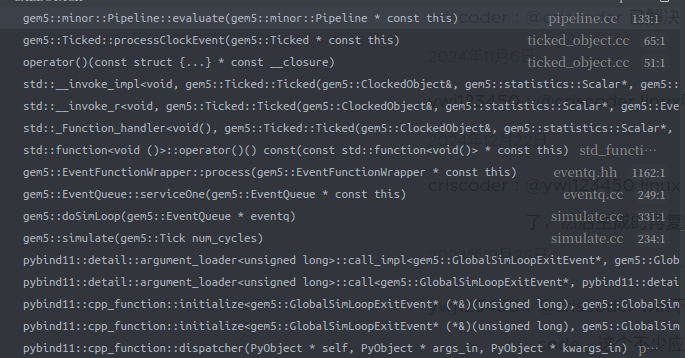 gem5::minor::Pipeline::evaluate(gem5::minor::Pipeline * const this) pipeline.cc 133:1
gem5::Ticked::processClockEvent(gem5::Ticked * const this) ticked_object.cc 65:1
operator()(const struct {...} * const __closure) ticked_object.cc 51:1
std::__invoke_impl<void, gem5::Ticked::Ticked(gem5::ClockedObject&, gem5::statistics::Scalar*, gem5::
std::__invoke_r<void, gem5::Ticked::Ticked(gem5::ClockedObject&, gem5::statistics::Scalar*, gem5::Eve
std::_Function_handler<void(), gem5::Ticked::Ticked(gem5::ClockedObject&, gem5::statistics::Scalar*,
std::function<void ()>::operator()() const(const std::function<void()> * const this) std_functi…
gem5::EventFunctionWrapper::process(gem5::EventFunctionWrapper * const this) eventq.hh 1162:1
gem5::EventQueue::serviceOne(gem5::EventQueue * const this) eventq.cc 249:1
gem5::doSimLoop(gem5::EventQueue * eventq) simulate.cc 331:1
gem5::simulate(gem5::Tick num_cycles) simulate.cc 234:1
pybind11::detail::argument_loader<unsigned long>::call_impl<gem5::GlobalSimLoopExitEvent*, gem5::Glob
pybind11::detail::argument_loader<unsigned long>::call<gem5::GlobalSimLoopExitEvent*, pybind11::detai
pybind11::cpp_function::initialize<gem5::GlobalSimLoopExitEvent* (*&)(unsigned long), gem5::GlobalSim
pybind11::cpp_function::initialize<gem5::GlobalSimLoopExitEvent* (*&)(unsigned long), gem5::GlobalSim
pybind11::cpp_function::dispatcher(PyObject * self, PyObject * args_in, PyObject * kwargs_in) p…